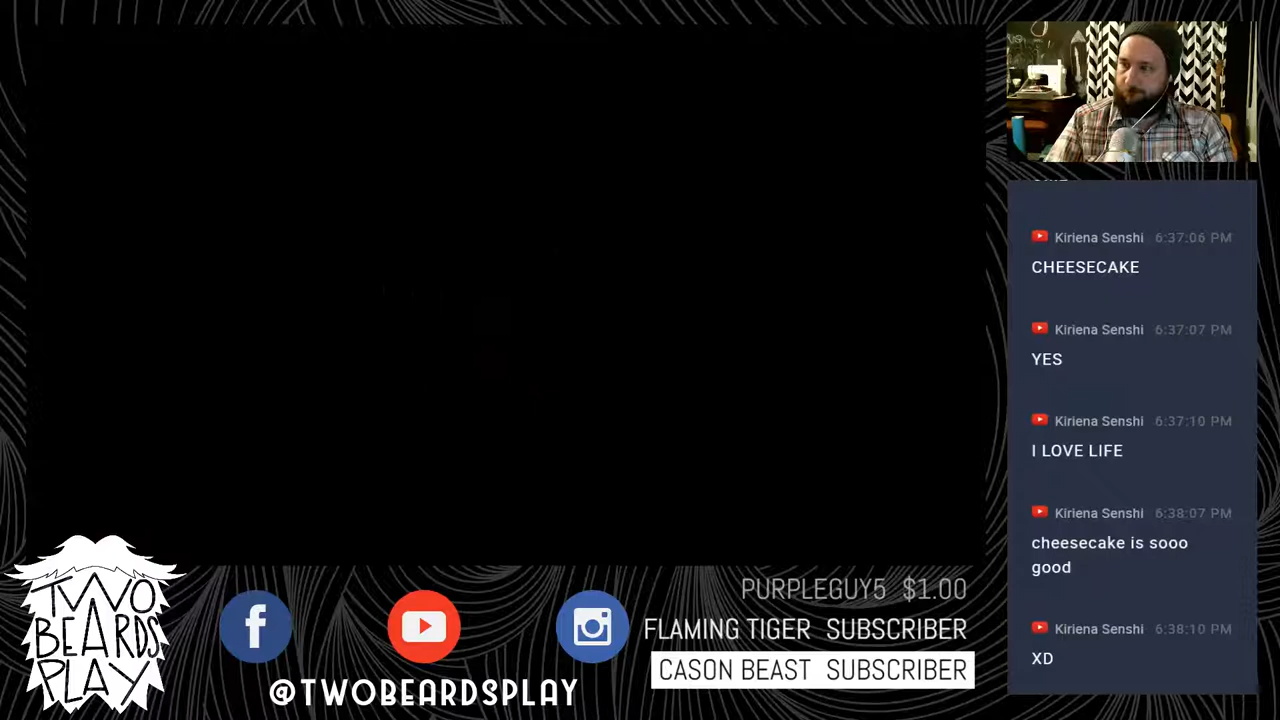 Kiriena Senshi 6:37:06 PM
CHEESECAKE
Kiriena Senshi 6:37:07 PM
YES
Kiriena Senshi 6:37:10 PM
I LOVE LIFE
Kiriena Senshi 6:38:07 PM
cheesecake is sooo
good
Kiriena Senshi 6:38:10 PM
XD
TWO
BEARDS
PLAY
f
@TWOBEARDSPLAY
PURPLEGUY5 $1.00
FLAMING TIGER SUBSCRIBER
CASON BEAST SUBSCRIBER